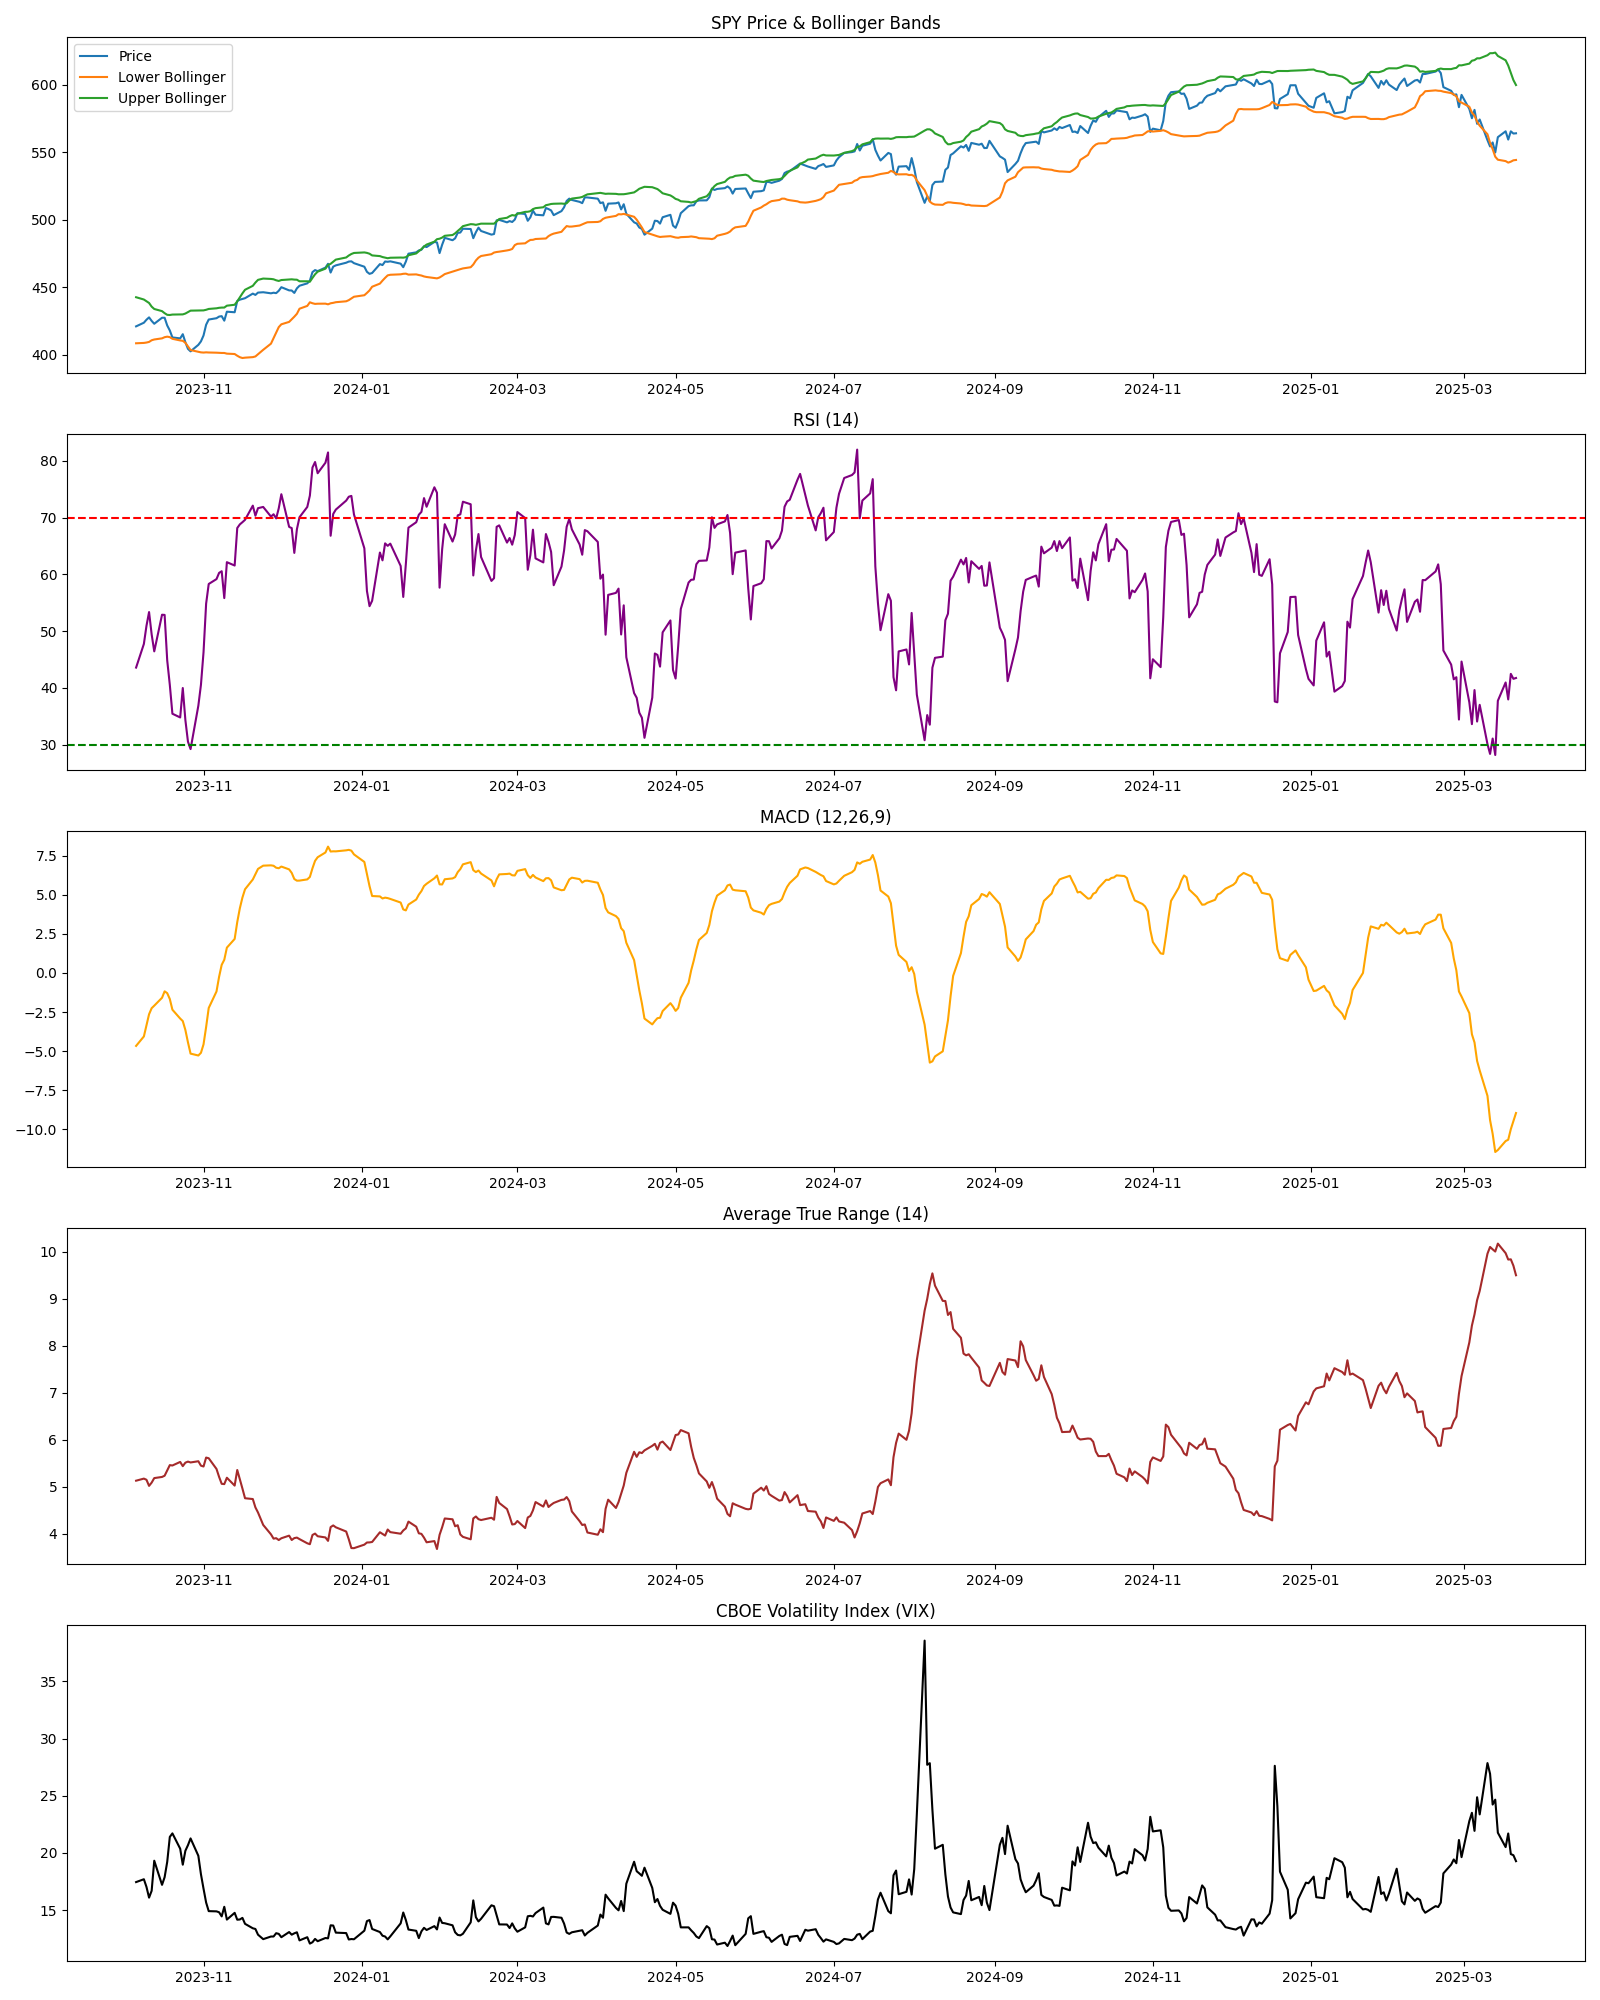 SPY Price & Bollinger Bands
Price
Lower Bollinger
Upper Bollinger
600
550
500
450
400
2023-11 2024-01 2024-03 2024-05 2024-07 2024-09 2024-11 2025-01 2025-03
RSI (14)
80
70
60
50
40
30
2023-11 2024-01 2024-03 2024-05 2024-07 2024-09 2024-11 2025-01 2025-03
MACD (12,26,9)
7.5
5.0
2.5
0.0
−2.5
−5.0
−7.5
−10.0
2023-11 2024-01 2024-03 2024-05 2024-07 2024-09 2024-11 2025-01 2025-03
Average True Range (14)
10
9
8
7
6
5
4
2023-11 2024-01 2024-03 2024-05 2024-07 2024-09 2024-11 2025-01 2025-03
CBOE Volatility Index (VIX)
35
30
25
20
15
2023-11 2024-01 2024-03 2024-05 2024-07 2024-09 2024-11 2025-01 2025-03